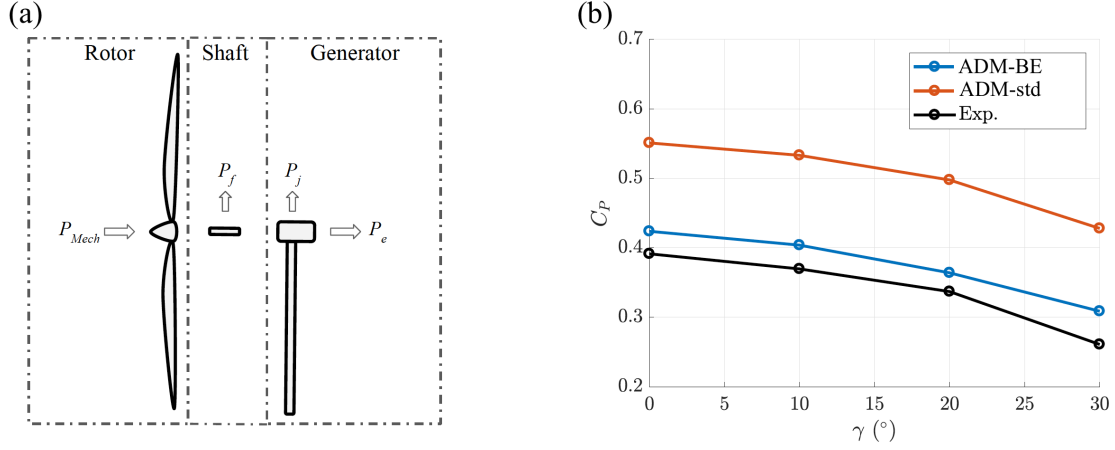 (a)
Rotor Shaft Generator
P_f P_j
P_Mech P_e
(b)
0.7
0.6
0.5
0.4
0.3
0.2
C_P
0 5 10 15 20 25 30
γ (°)
ADM-BE
ADM-std
Exp.